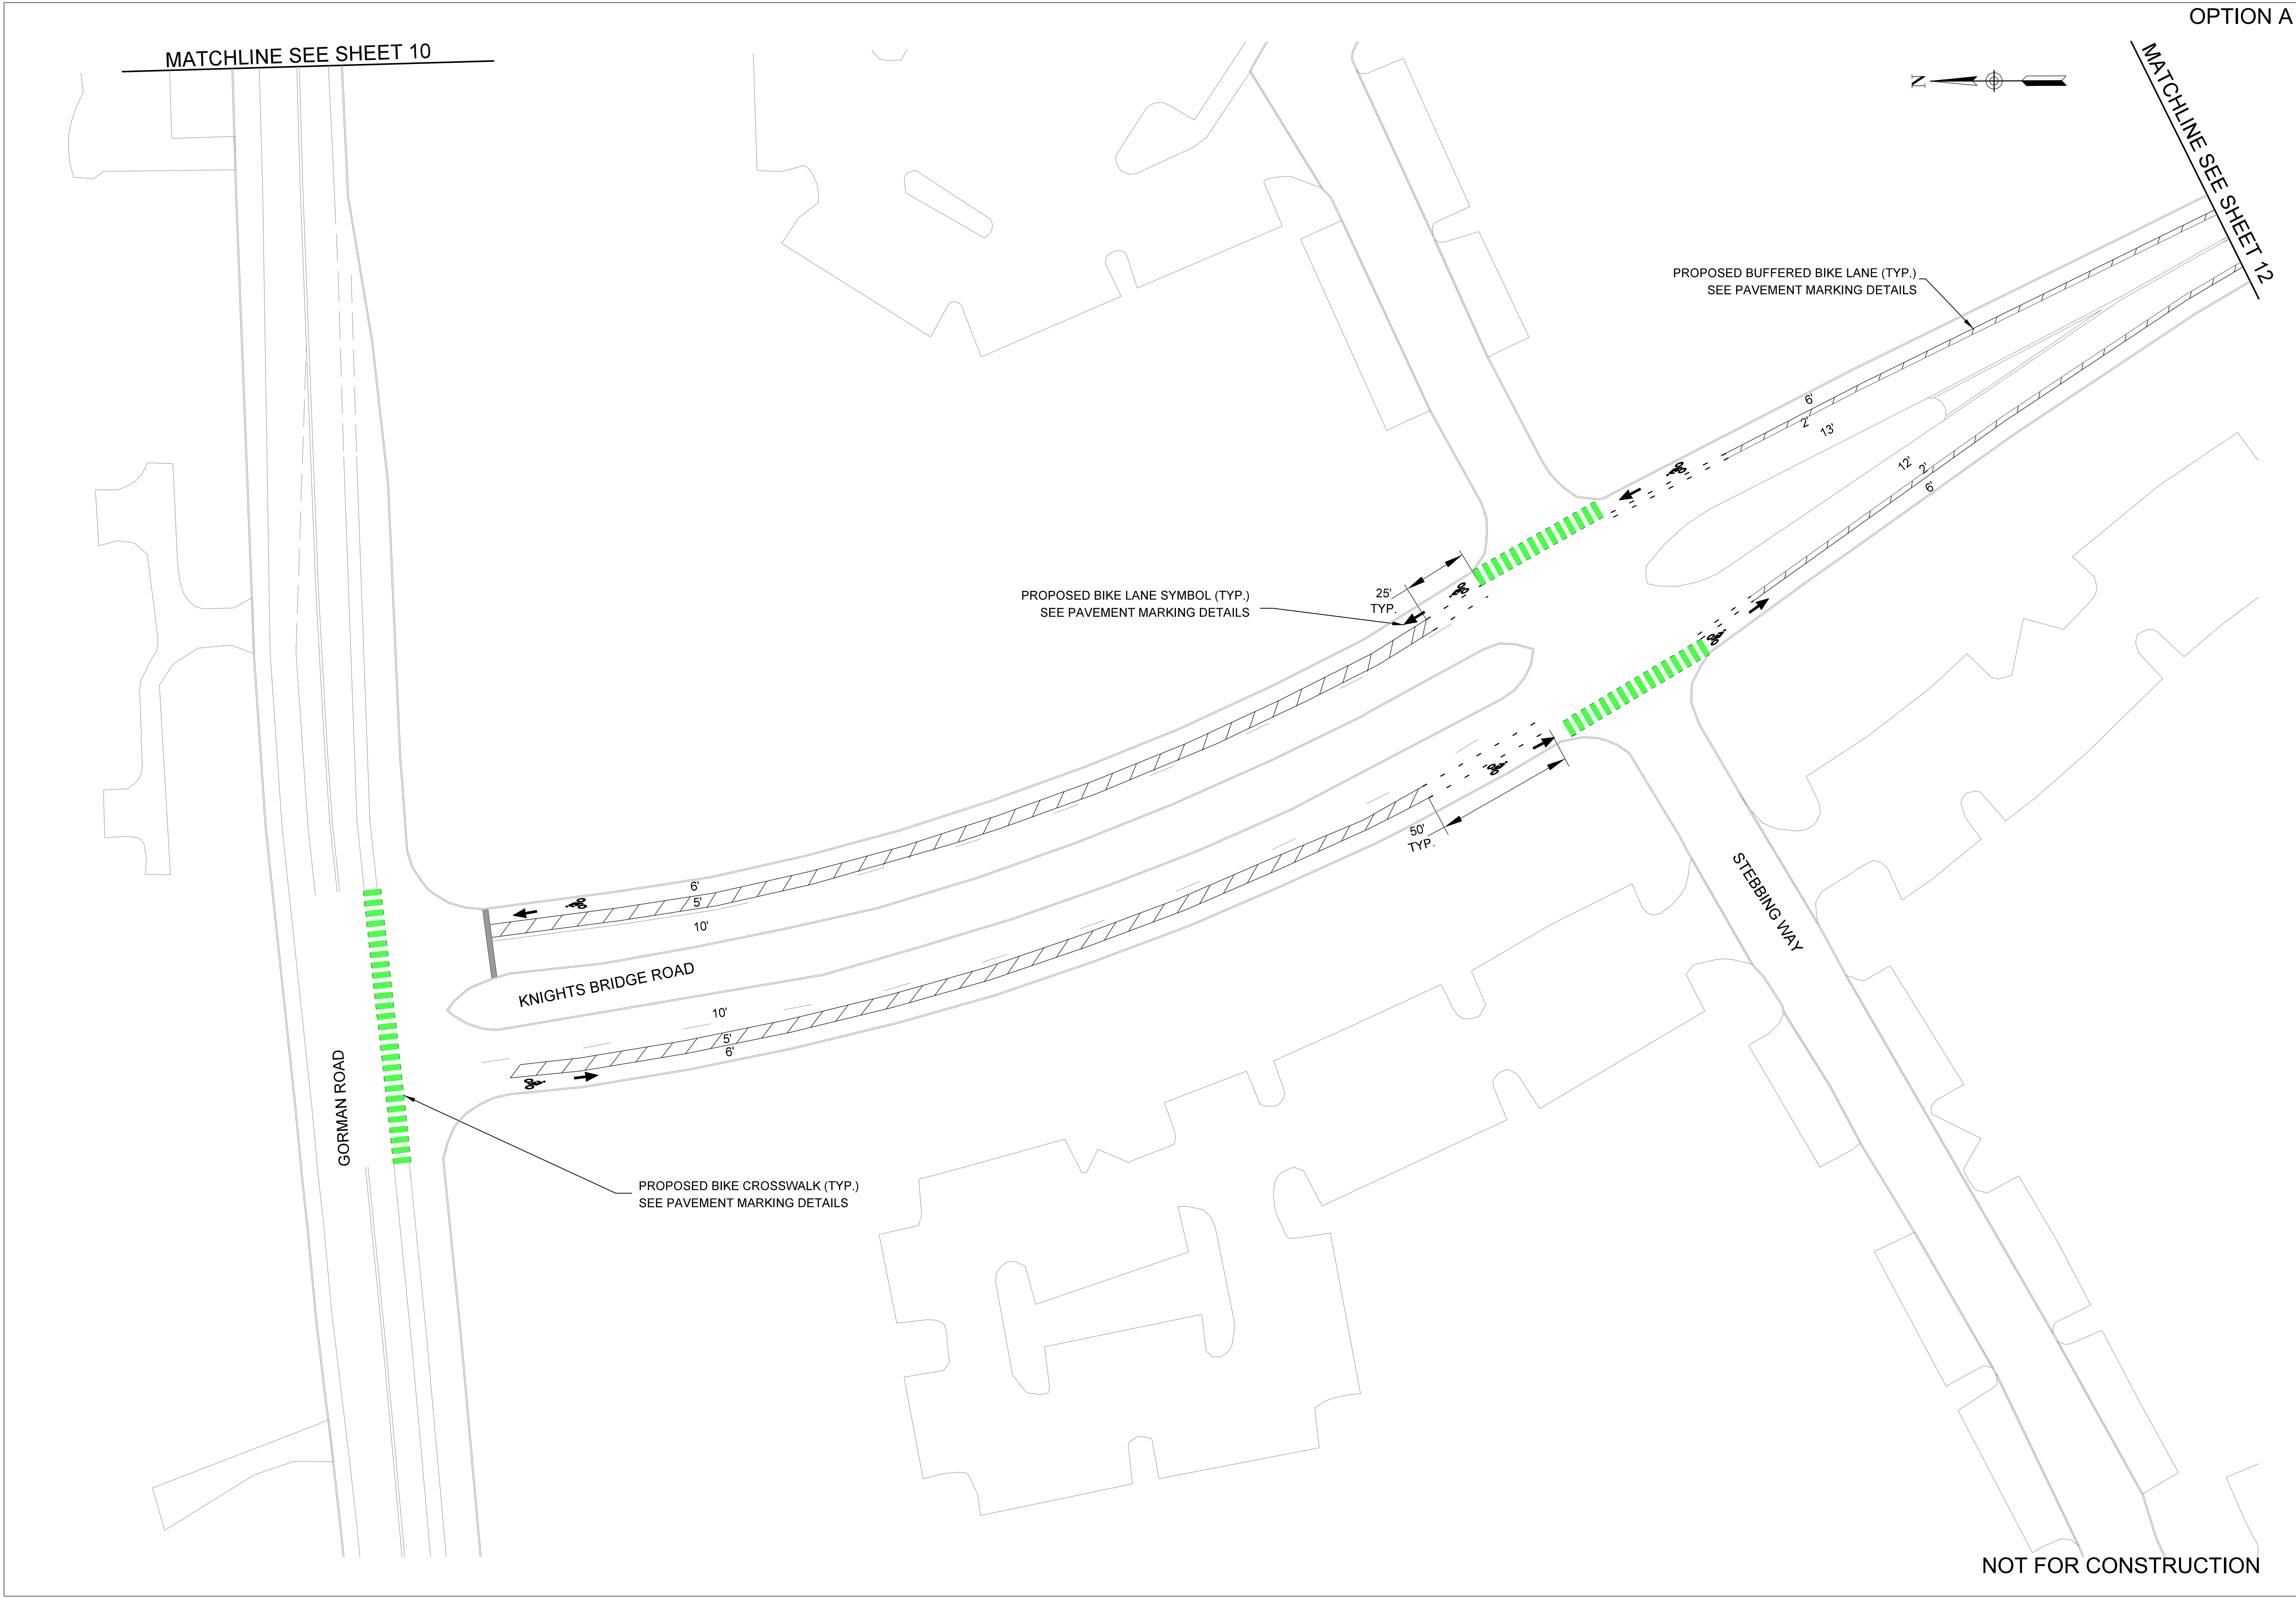 OPTION A
MATCHLINE SEE SHEET 10
N
MATCHLINE SEE SHEET 12
PROPOSED BUFFERED BIKE LANE (TYP.)
SEE PAVEMENT MARKING DETAILS
6'
2'
13'
12'
2'
6'
PROPOSED BIKE LANE SYMBOL (TYP.)
SEE PAVEMENT MARKING DETAILS
25'
TYP.
50'
TYP.
6'
5'
10'
KNIGHTS BRIDGE ROAD
10'
5'
6'
STEBBING WAY
GORMAN ROAD
PROPOSED BIKE CROSSWALK (TYP.)
SEE PAVEMENT MARKING DETAILS
NOT FOR CONSTRUCTION